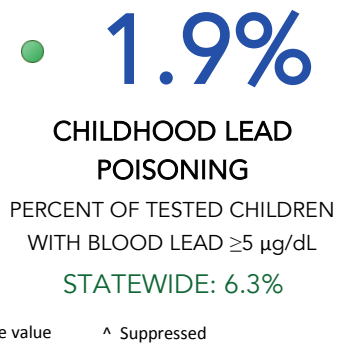 1.9%
CHILDHOOD LEAD
POISONING
PERCENT OF TESTED CHILDREN
WITH BLOOD LEAD ≥5 µg/dL
STATEWIDE: 6.3%
value ^ Suppressed